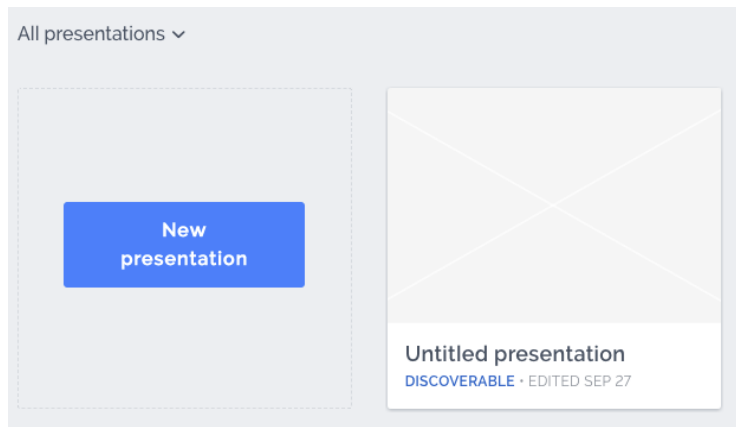 All presentations
New
presentation
Untitled presentation
DISCOVERABLE • EDITED SEP 27